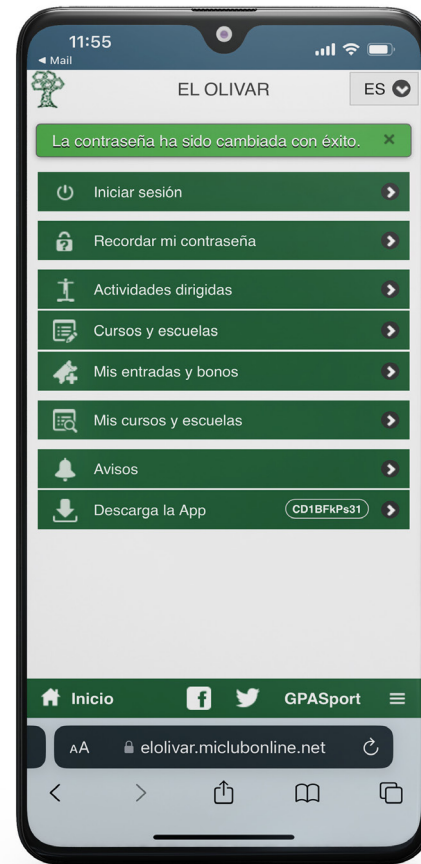 11:55
◀ Mail
EL OLIVAR
ES
La contraseña ha sido cambiada con éxito. ×
Iniciar sesión
Recordar mi contraseña
Actividades dirigidas
Cursos y escuelas
Mis entradas y bonos
Mis cursos y escuelas
Avisos
Descarga la App CD1BFkPs31
Inicio GPASport
AA elolivar.miclubonline.net